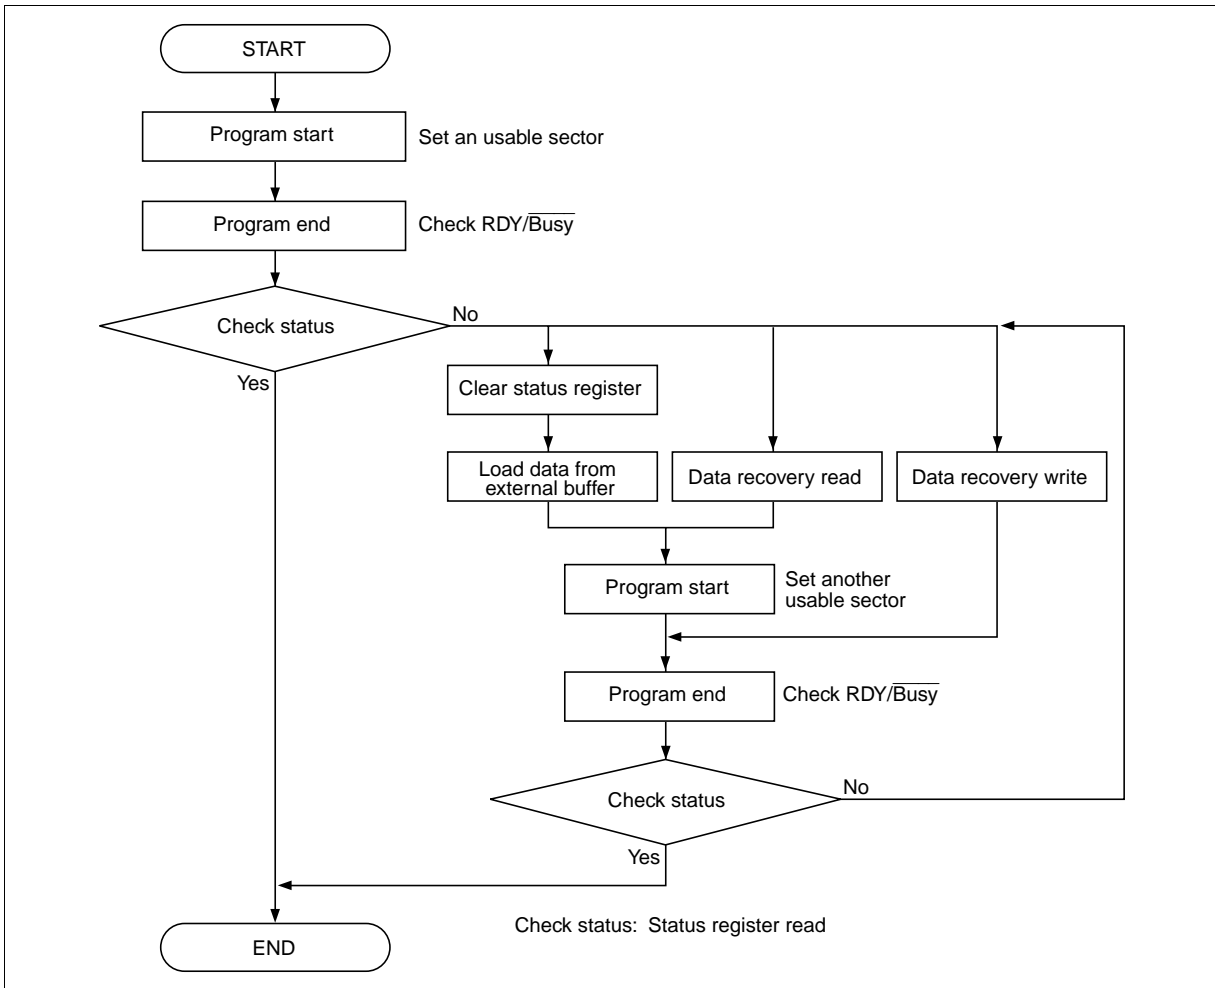 START
Program start
Set an usable sector
Program end
Check RDY/B̅u̅s̅y̅
Check status
No
Yes
Clear status register
Load data from
external buffer
Data recovery read
Data recovery write
Program start
Set another
usable sector
Program end
Check RDY/B̅u̅s̅y̅
Check status
No
Yes
Check status: Status register read
END